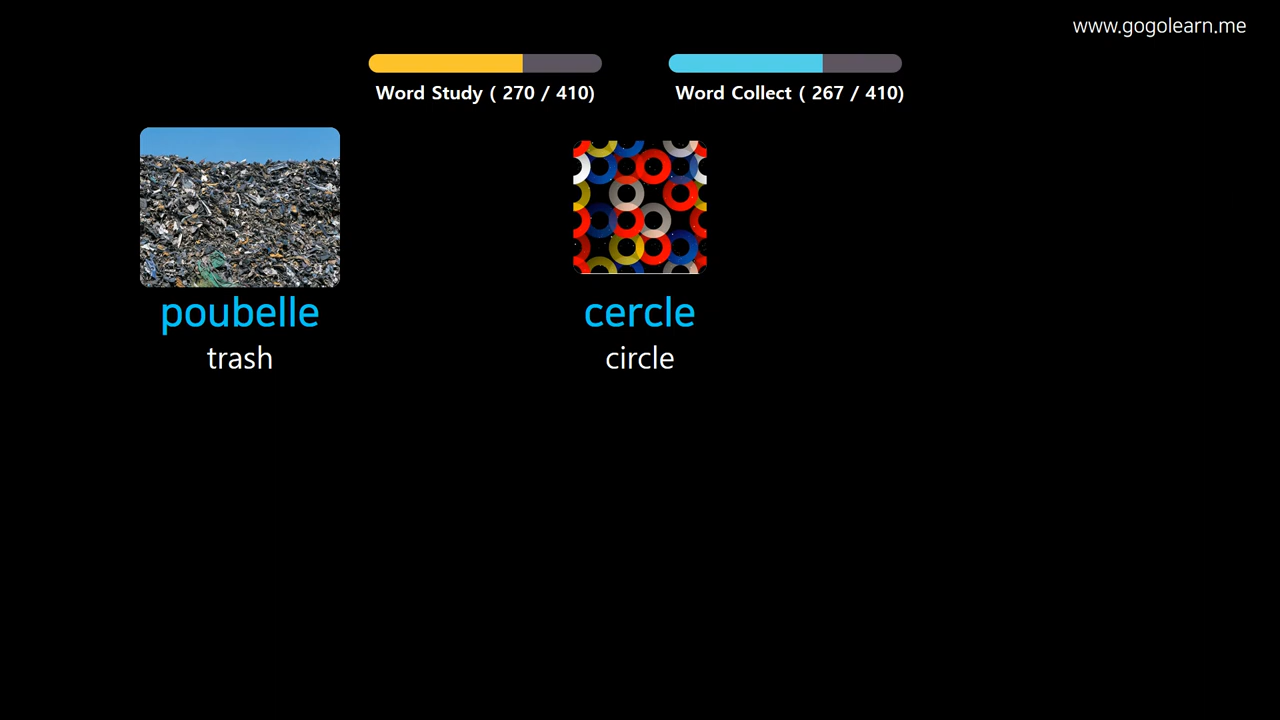 www.gogolearn.me
Word Study ( 270 / 410)
Word Collect ( 267 / 410)
poubelle
trash
cercle
circle